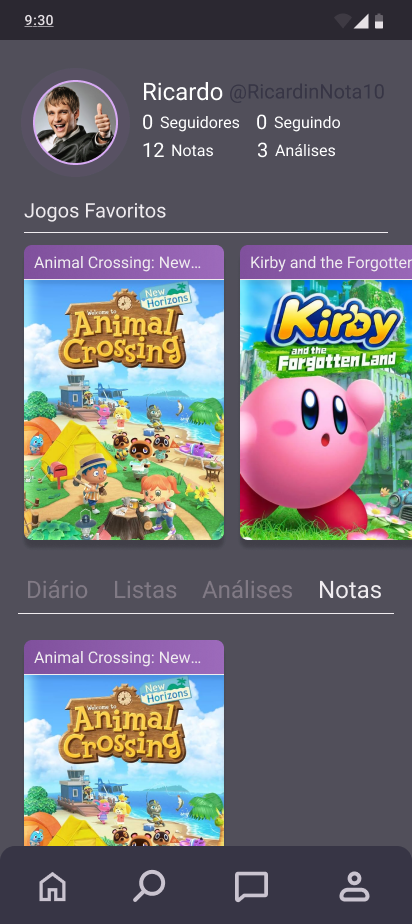 9:30
Ricardo @RicardinNota10
0 Seguidores 0 Seguindo
12 Notas 3 Análises
Jogos Favoritos
Animal Crossing: New... Kirby and the Forgotten
Welcome to
New
Horizons
Animal
Crossing
Kirby
and the
Forgotten Land
Diário Listas Análises Notas
Animal Crossing: New...
Welcome to
New
Horizons
Animal
Crossing